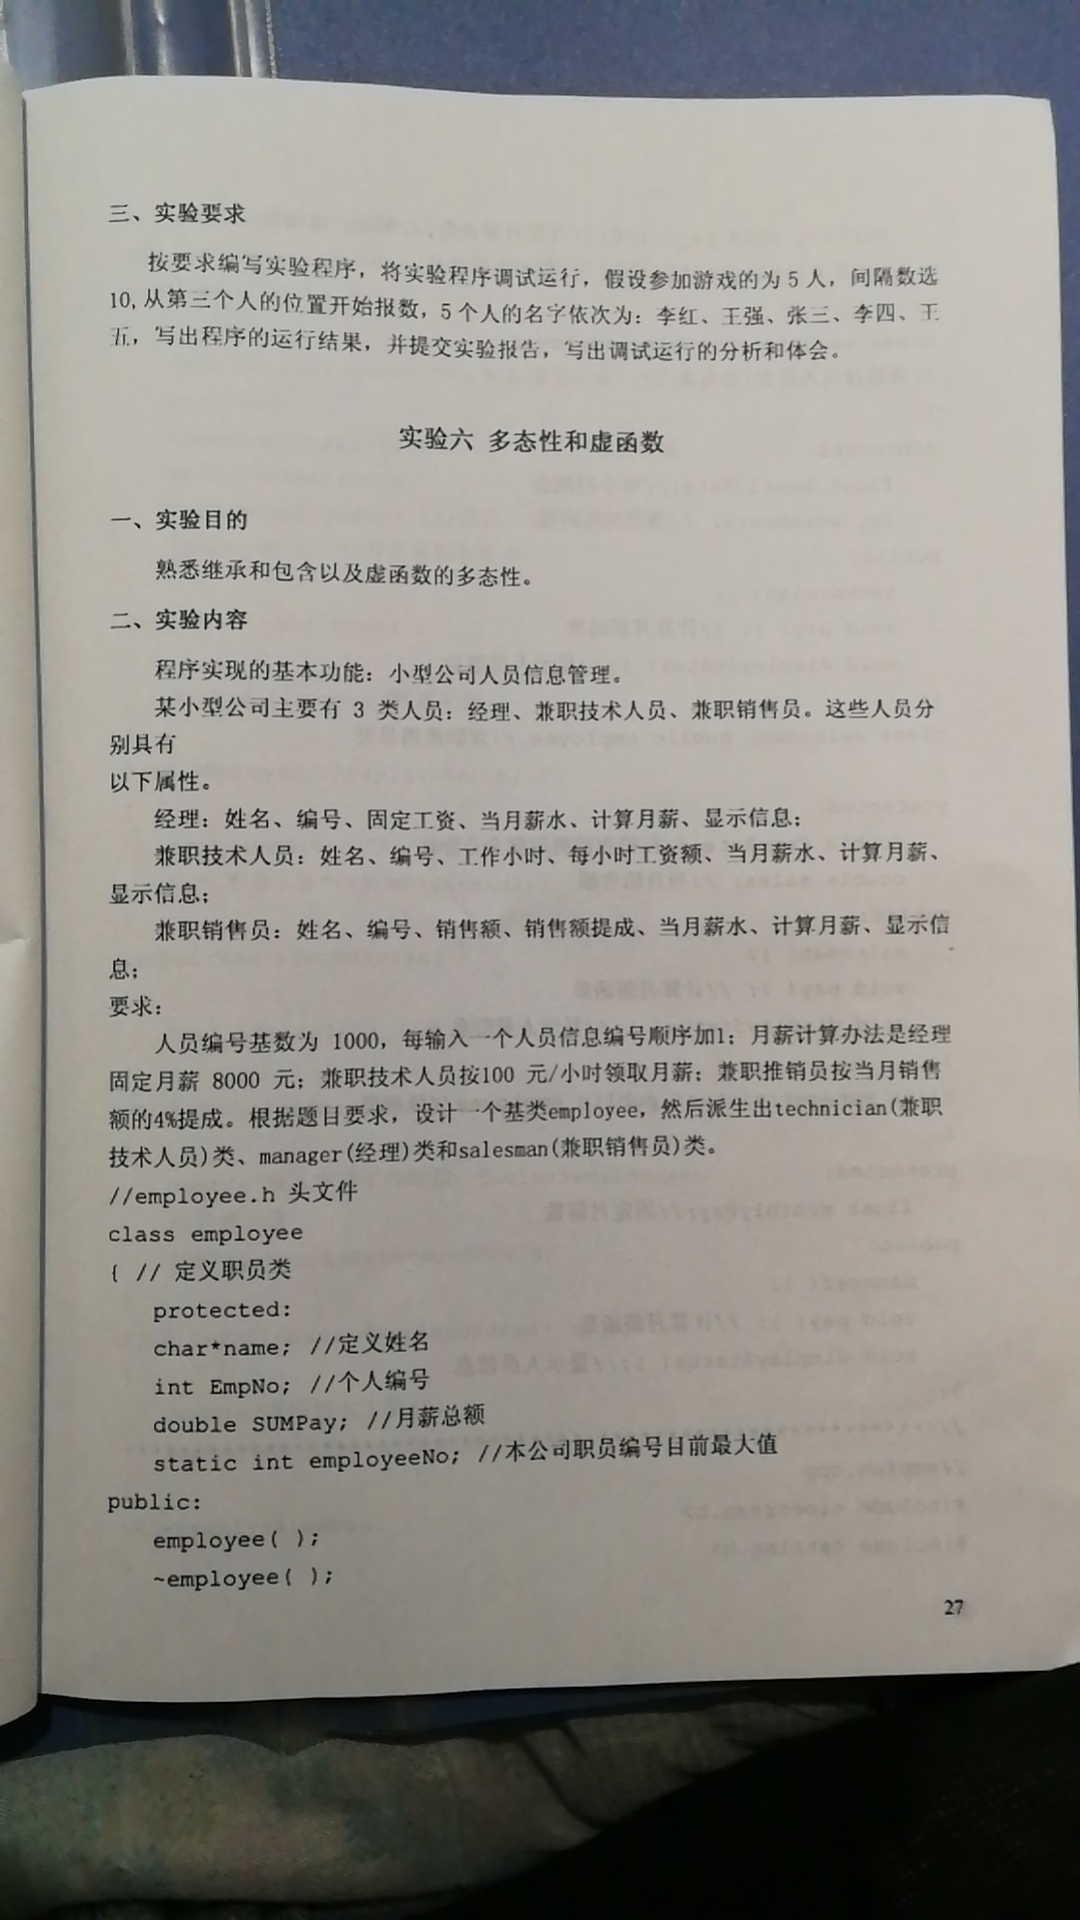 三、实验要求
按要求编写实验程序，将实验程序调试运行，假设参加游戏的为 5 人，间隔数选
10, 从第三个人的位置开始报数，5 个人的名字依次为：李红、王强、张三、李四、王
五，写出程序的运行结果，并提交实验报告，写出调试运行的分析和体会。
实验六 多态性和虚函数
一、实验目的
熟悉继承和包含以及虚函数的多态性。
二、实验内容
程序实现的基本功能：小型公司人员信息管理。
某小型公司主要有 3 类人员：经理、兼职技术人员、兼职销售员。这些人员分
别具有
以下属性。
经理：姓名、编号、固定工资、当月薪水、计算月薪、显示信息；
兼职技术人员：姓名、编号、工作小时、每小时工资额、当月薪水、计算月薪、
显示信息；
兼职销售员：姓名、编号、销售额、销售额提成、当月薪水、计算月薪、显示信
息；
要求：
人员编号基数为 1000，每输入一个人员信息编号顺序加1；月薪计算办法是经理
固定月薪 8000 元；兼职技术人员按100 元/小时领取月薪；兼职推销员按当月销售
额的4%提成。根据题目要求，设计一个基类employee，然后派生出technician(兼职
技术人员)类、manager(经理)类和salesman(兼职销售员)类。
//employee.h 头文件
class employee
{ // 定义职员类
protected:
char*name; //定义姓名
int EmpNo; //个人编号
double SUMPay; //月薪总额
static int employeeNo; //本公司职员编号目前最大值
public:
employee( );
~employee( );
27